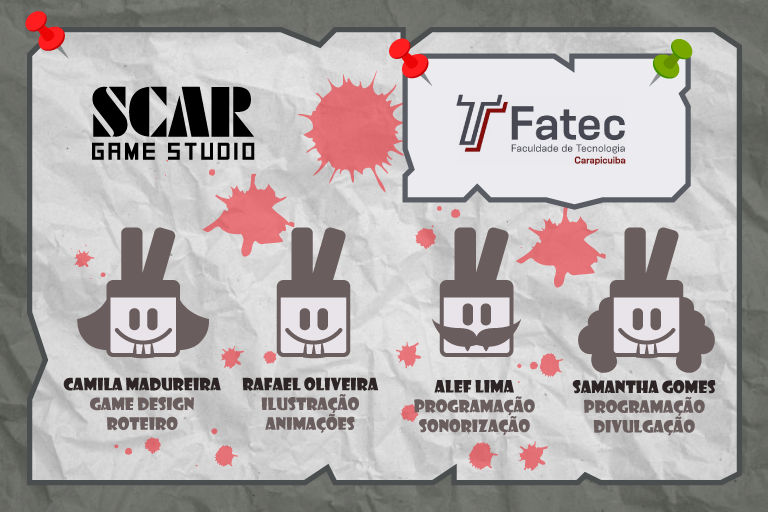 SCAR
GAME STUDIO
Fatec
Faculdade de Tecnologia
Carapicuiba
CAMILA MADUREIRA
GAME DESIGN
ROTEIRO
RAFAEL OLIVEIRA
ILUSTRAÇÃO
ANIMAÇÕES
ALEF LIMA
PROGRAMAÇÃO
SONORIZAÇÃO
SAMANTHA GOMES
PROGRAMAÇÃO
DIVULGAÇÃO